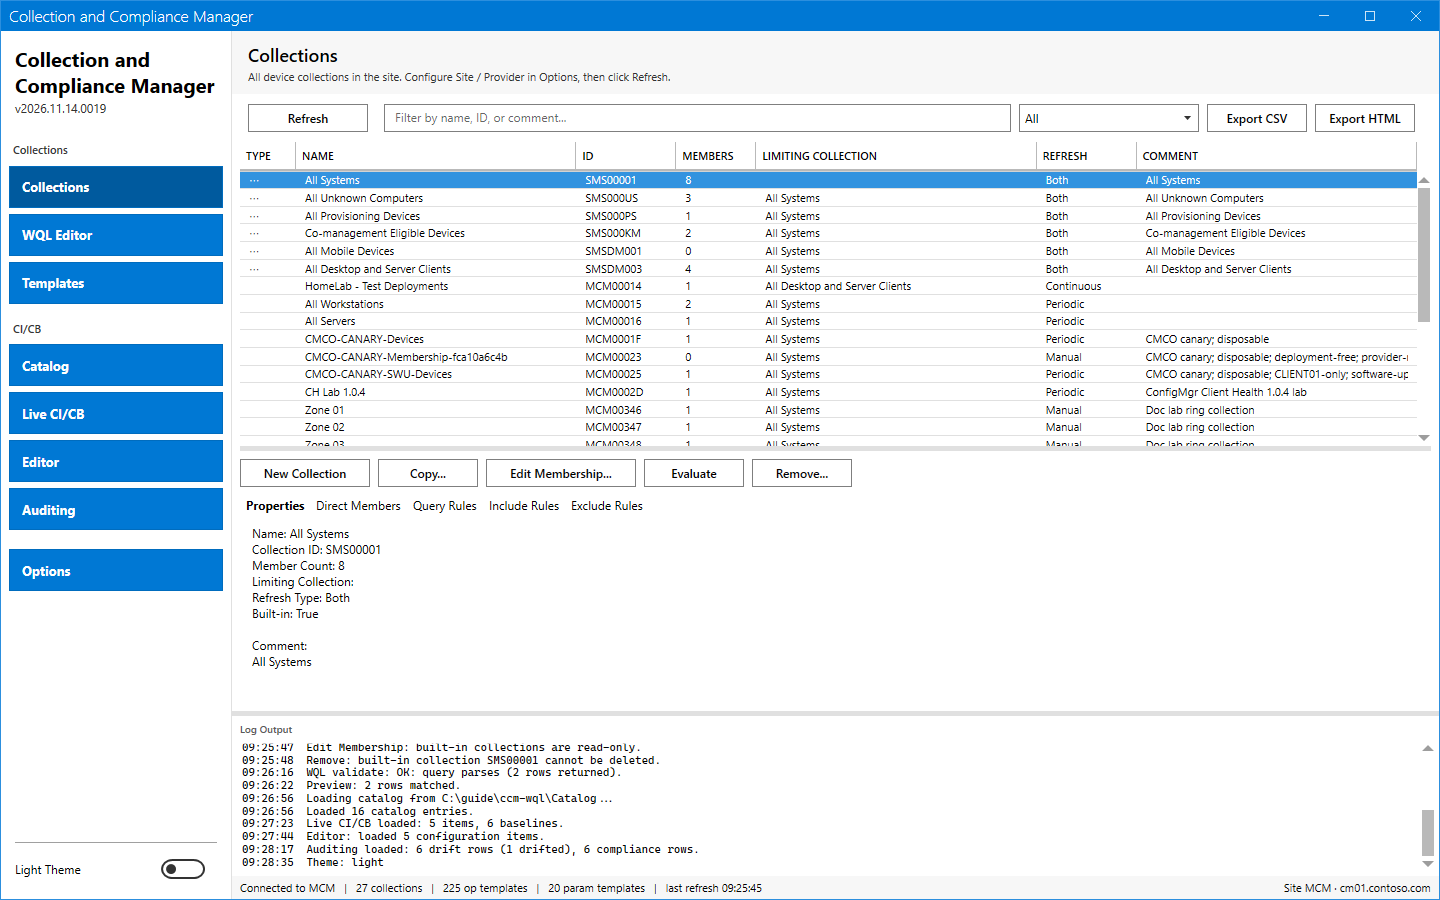 Collection and Compliance Manager
Collection and
Compliance Manager
v2026.11.14.0019
Collections
Collections
WQL Editor
Templates
CI/CB
Catalog
Live CI/CB
Editor
Auditing
Options
Light Theme
Collections
All device collections in the site. Configure Site / Provider in Options, then click Refresh.
Refresh Filter by name, ID, or comment... All Export CSV Export HTML
TYPE NAME ID MEMBERS LIMITING COLLECTION REFRESH COMMENT
... All Systems SMS00001 8 Both All Systems
... All Unknown Computers SMS000US 3 All Systems Both All Unknown Computers
... All Provisioning Devices SMS000PS 1 All Systems Both All Provisioning Devices
... Co-management Eligible Devices SMS000KM 2 All Systems Both Co-management Eligible Devices
... All Mobile Devices SMSDM001 0 All Systems Both All Mobile Devices
... All Desktop and Server Clients SMSDM003 4 All Systems Both All Desktop and Server Clients
HomeLab - Test Deployments MCM00014 1 All Desktop and Server Clients Continuous
All Workstations MCM00015 2 All Systems Periodic
All Servers MCM00016 1 All Systems Periodic
CMCO-CANARY-Devices MCM0001F 1 All Systems Periodic CMCO canary; disposable
CMCO-CANARY-Membership-fca10a6c4b MCM00023 0 All Systems Manual CMCO canary; disposable; deployment-free; provider-
CMCO-CANARY-SWU-Devices MCM00025 1 All Systems Periodic CMCO canary; disposable; CLIENT01-only; software-up
CH Lab 1.0.4 MCM0002D 1 All Systems Periodic ConfigMgr Client Health 1.0.4 lab
Zone 01 MCM00346 1 All Systems Manual Doc lab ring collection
Zone 02 MCM00347 1 All Systems Manual Doc lab ring collection
Zone 03 MCM00348 1 All Systems Manual Doc lab ring collection
New Collection Copy... Edit Membership... Evaluate Remove...
Properties Direct Members Query Rules Include Rules Exclude Rules
Name: All Systems
Collection ID: SMS00001
Member Count: 8
Limiting Collection:
Refresh Type: Both
Built-in: True
Comment:
All Systems
Log Output
09:25:47 Edit Membership: built-in collections are read-only.
09:25:48 Remove: built-in collection SMS00001 cannot be deleted.
09:26:16 WQL validate: OK: query parses (2 rows returned).
09:26:22 Preview: 2 rows matched.
09:26:56 Loading catalog from C:\guide\ccm-wql\Catalog...
09:26:56 Loaded 16 catalog entries.
09:27:23 Live CI/CB loaded: 5 items, 6 baselines.
09:27:44 Editor: loaded 5 configuration items.
09:28:17 Auditing loaded: 6 drift rows (1 drifted), 6 compliance rows.
09:28:35 Theme: light
Connected to MCM | 27 collections | 225 op templates | 20 param templates | last refresh 09:25:45
Site MCM · cm01.contoso.com